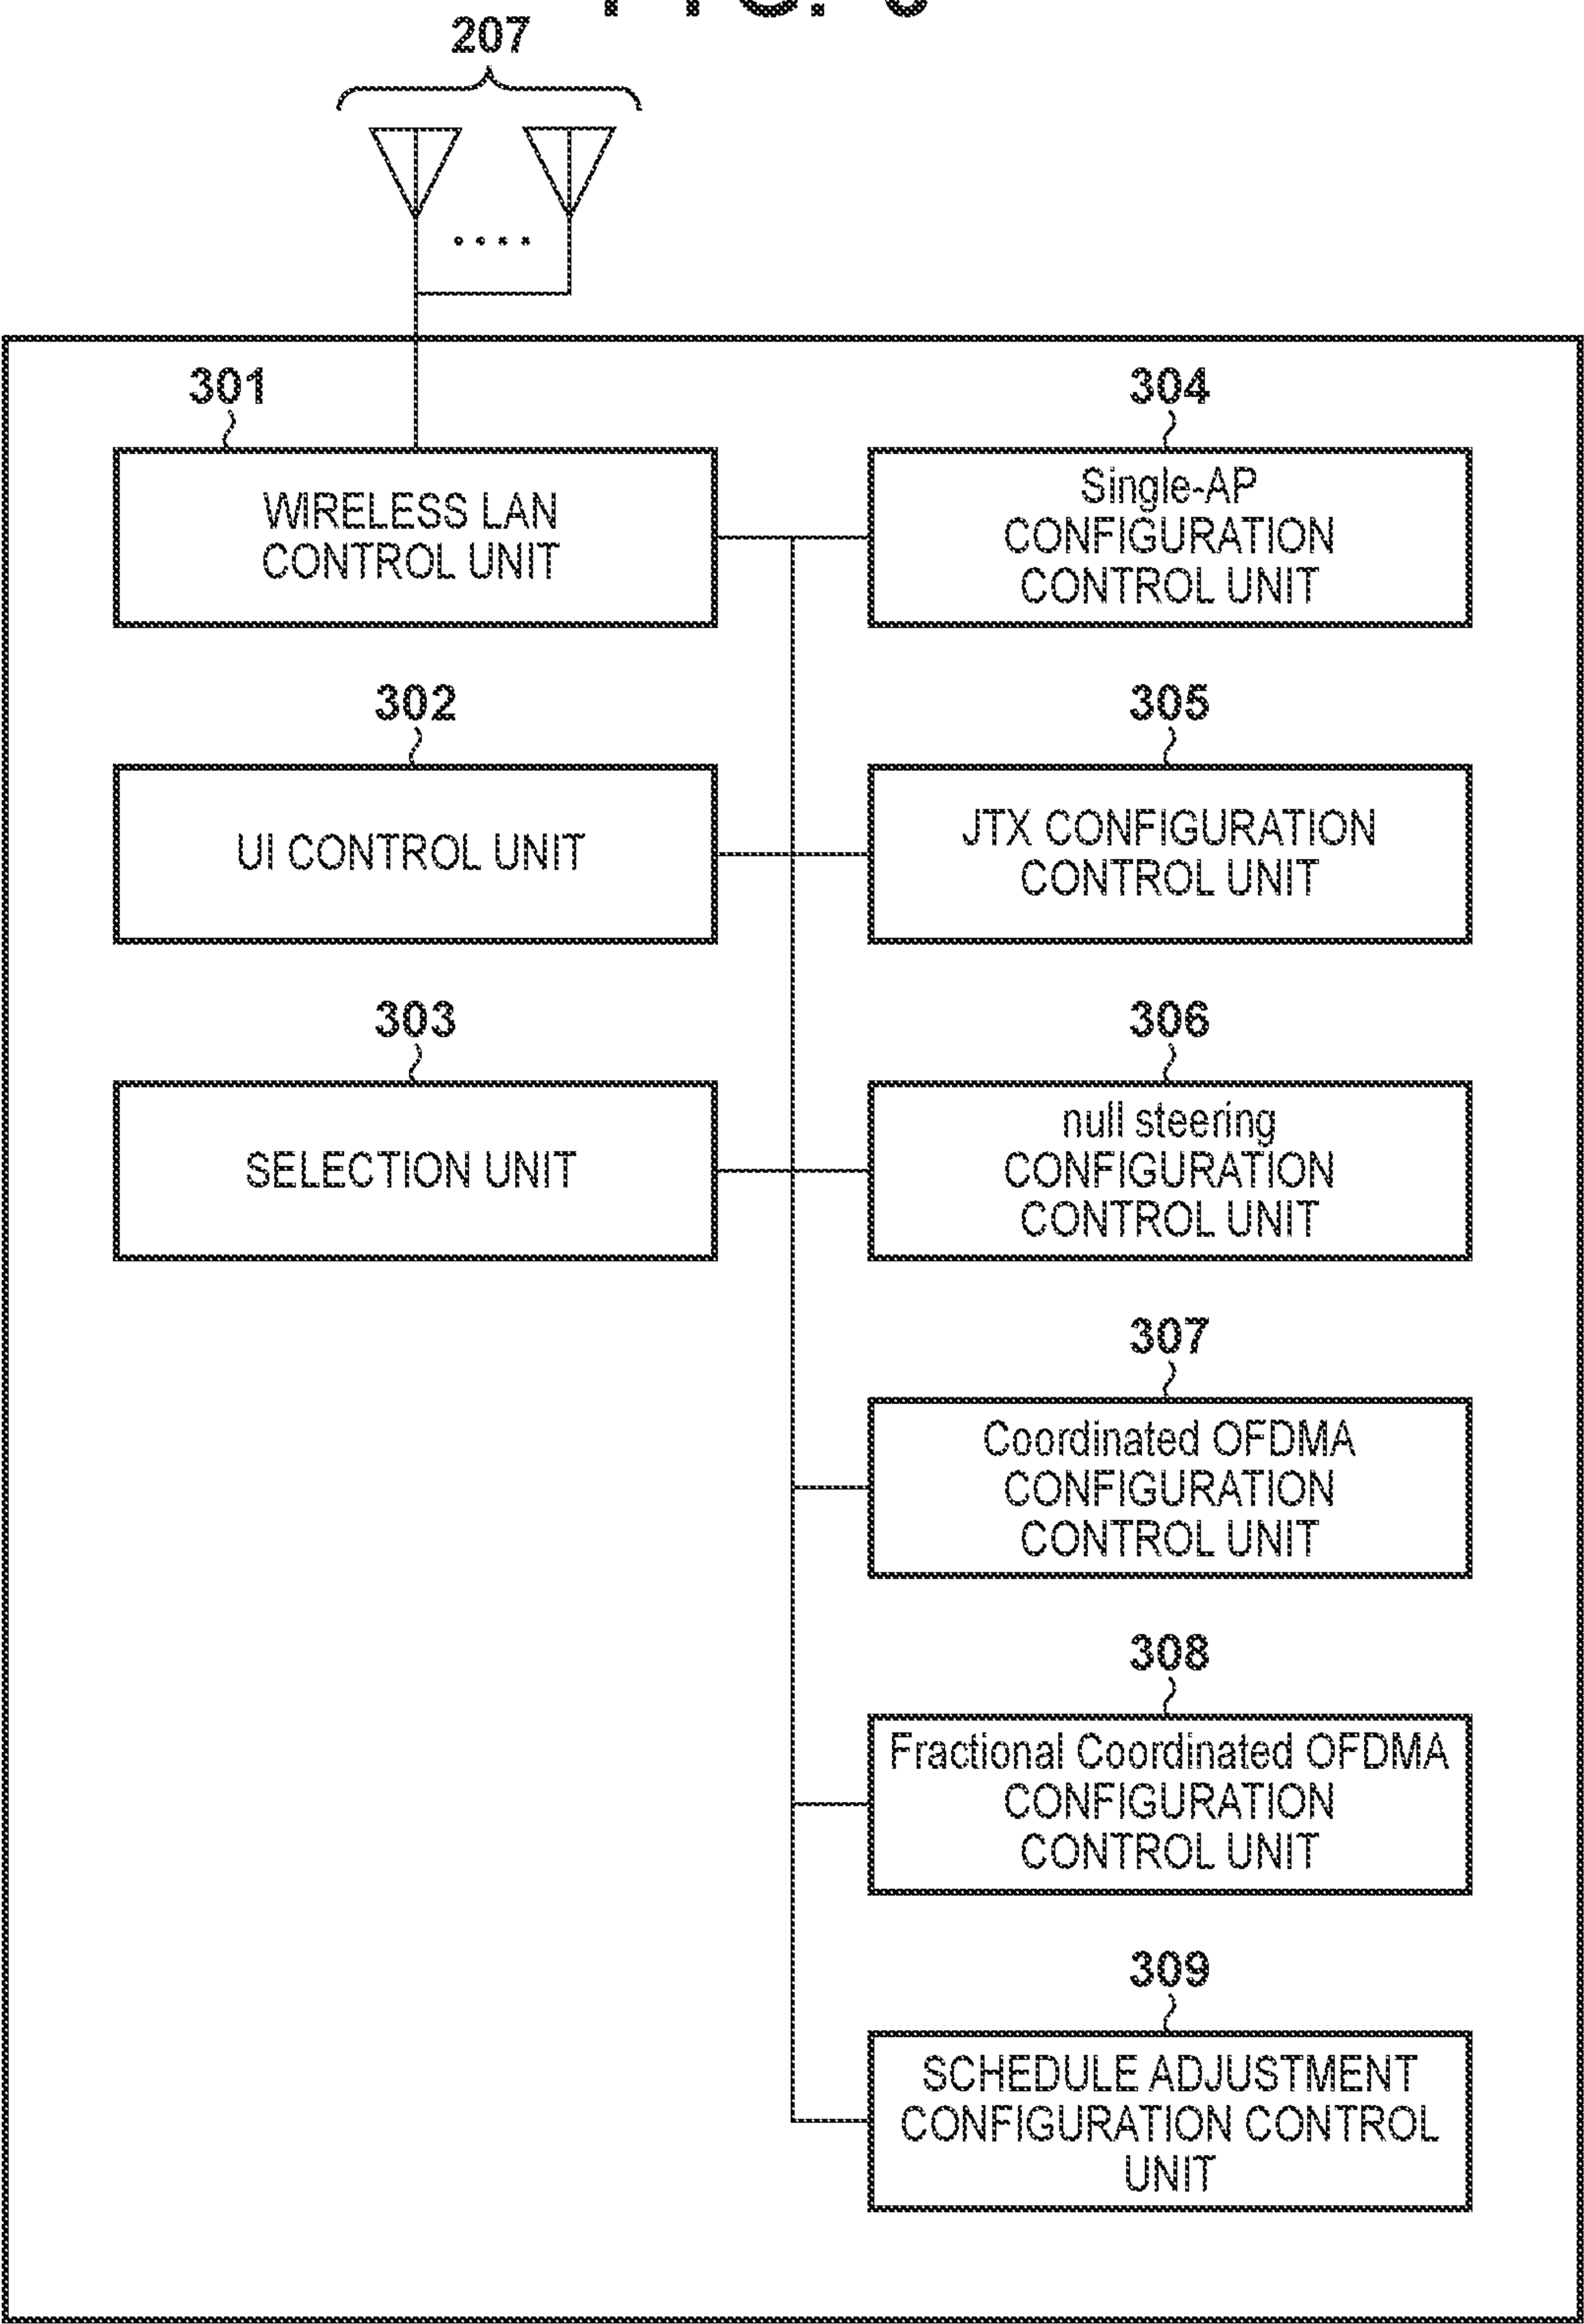 207
301
WIRELESS LAN
CONTROL UNIT
304
Single-AP
CONFIGURATION
CONTROL UNIT
302
UI CONTROL UNIT
305
JTX CONFIGURATION
CONTROL UNIT
303
SELECTION UNIT
306
null steering
CONFIGURATION
CONTROL UNIT
307
Coordinated OFDMA
CONFIGURATION
CONTROL UNIT
308
Fractional Coordinated OFDMA
CONFIGURATION
CONTROL UNIT
309
SCHEDULE ADJUSTMENT
CONFIGURATION CONTROL
UNIT